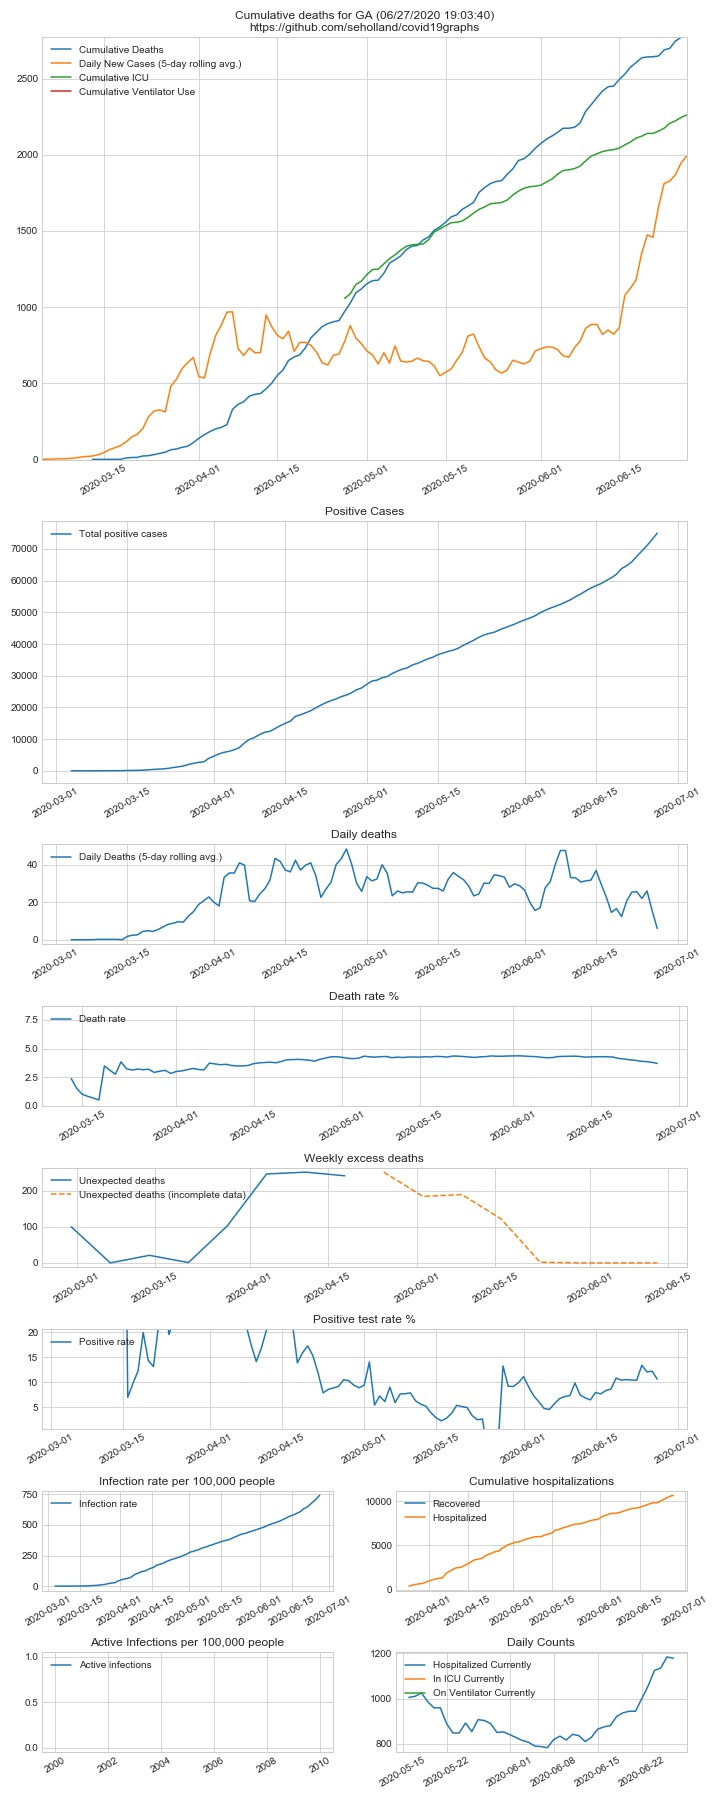 Cumulative deaths for GA (06/27/2020 19:03:40)
https://github.com/seholland/covid19graphs
Cumulative Deaths
Daily New Cases (5-day rolling avg.)
Cumulative ICU
Cumulative Ventilator Use
2500
2000
1500
1000
500
0
2020-03-15 2020-04-01 2020-04-15 2020-05-01 2020-05-15 2020-06-01 2020-06-15
Positive Cases
Total positive cases
70000
60000
50000
40000
30000
20000
10000
0
2020-03-01 2020-03-15 2020-04-01 2020-04-15 2020-05-01 2020-05-15 2020-06-01 2020-06-15 2020-07-01
Daily deaths
Daily Deaths (5-day rolling avg.)
40
20
0
2020-03-01 2020-03-15 2020-04-01 2020-04-15 2020-05-01 2020-05-15 2020-06-01 2020-06-15 2020-07-01
Death rate %
Death rate
7.5
5.0
2.5
0.0
2020-03-15 2020-04-01 2020-04-15 2020-05-01 2020-05-15 2020-06-01 2020-06-15 2020-07-01
Weekly excess deaths
Unexpected deaths
Unexpected deaths (incomplete data)
200
100
0
2020-03-01 2020-03-15 2020-04-01 2020-04-15 2020-05-01 2020-05-15 2020-06-01 2020-06-15
Positive test rate %
Positive rate
20
15
10
5
2020-03-01 2020-03-15 2020-04-01 2020-04-15 2020-05-01 2020-05-15 2020-06-01 2020-06-15 2020-07-01
Infection rate per 100,000 people
Infection rate
750
500
250
0
2020-03-01 2020-03-15 2020-04-01 2020-04-15 2020-05-01 2020-05-15 2020-06-01 2020-06-15 2020-07-01
Cumulative hospitalizations
Recovered
Hospitalized
10000
5000
0
2020-04-01 2020-04-15 2020-05-01 2020-05-15 2020-06-01 2020-06-15 2020-07-01
Active Infections per 100,000 people
Active infections
1.0
0.5
0.0
2000 2002 2004 2006 2008 2010
Daily Counts
Hospitalized Currently
In ICU Currently
On Ventilator Currently
1200
1000
800
2020-05-15 2020-05-22 2020-06-01 2020-06-08 2020-06-15 2020-06-22